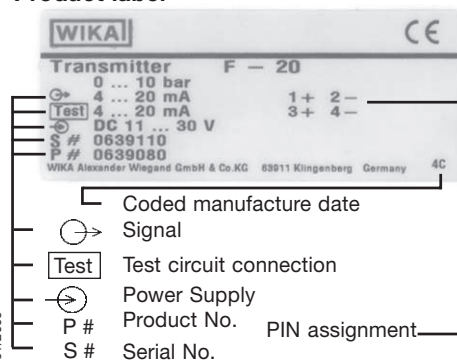 WIKA
CE
Transmitter F – 20
0 ... 10 bar
4 ... 20 mA 1+ 2–
Test 4 ... 20 mA 3+ 4–
DC 11 ... 30 V
S # 0639110
P # 0639080
WIKA Alexander Wiegand GmbH & Co.KG 63911 Klingenberg Germany 4C
Coded manufacture date
Signal
Test Test circuit connection
Power Supply
P # Product No.
PIN assignment
S # Serial No.